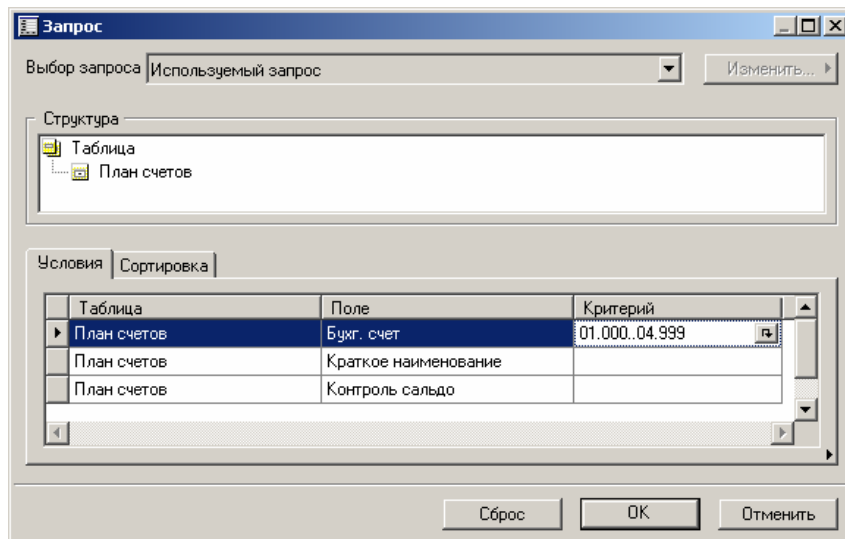 Запрос
Выбор запроса Используемый запрос Изменить...
Структура
Таблица
План счетов
Условия Сортировка
Таблица Поле Критерий
План счетов Бухг. счет 01.000..04.999
План счетов Краткое наименование
План счетов Контроль сальдо
Сброс OK Отменить